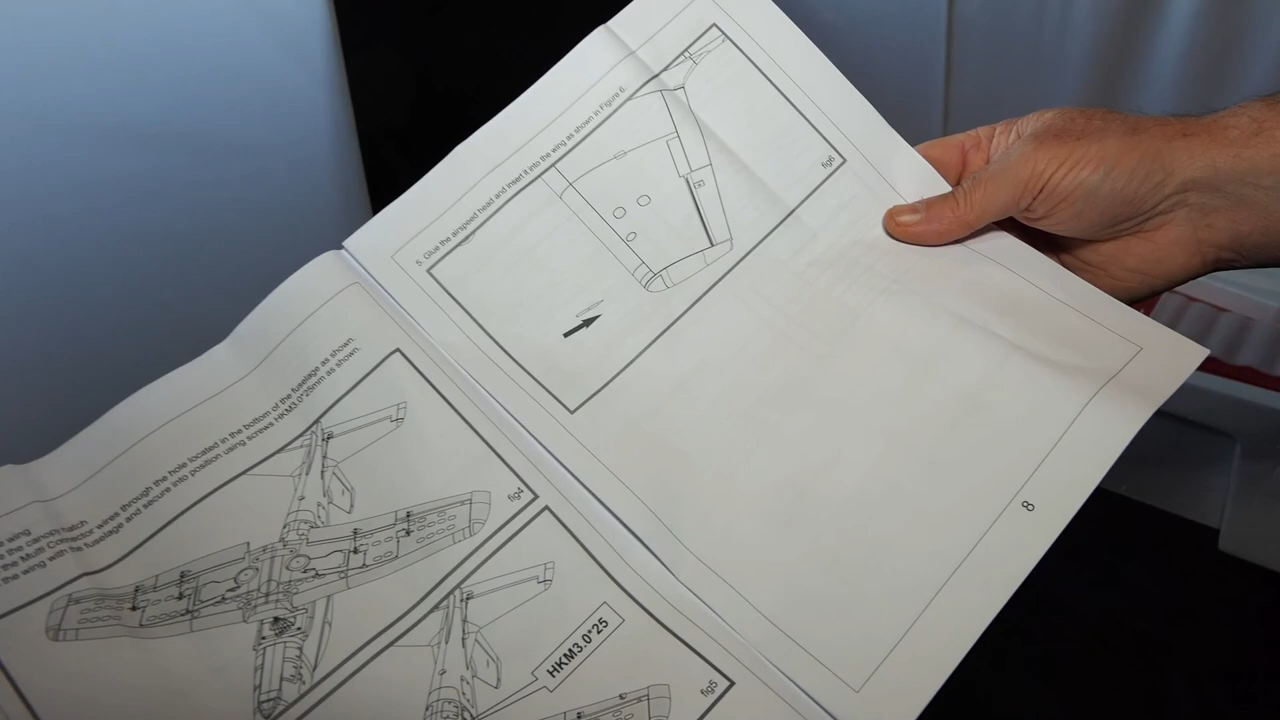 wing
the canopy hatch
the Multi Connector wires through the hole located in the bottom of the fuselage as shown.
the wing with the fuselage and secure into position using screws HKM3.0*25mm as shown.
fig4
HKM3.0*25
fig5
5. Glue the airspeed head and insert it into the wing as shown in Figure 6.
fig6
8